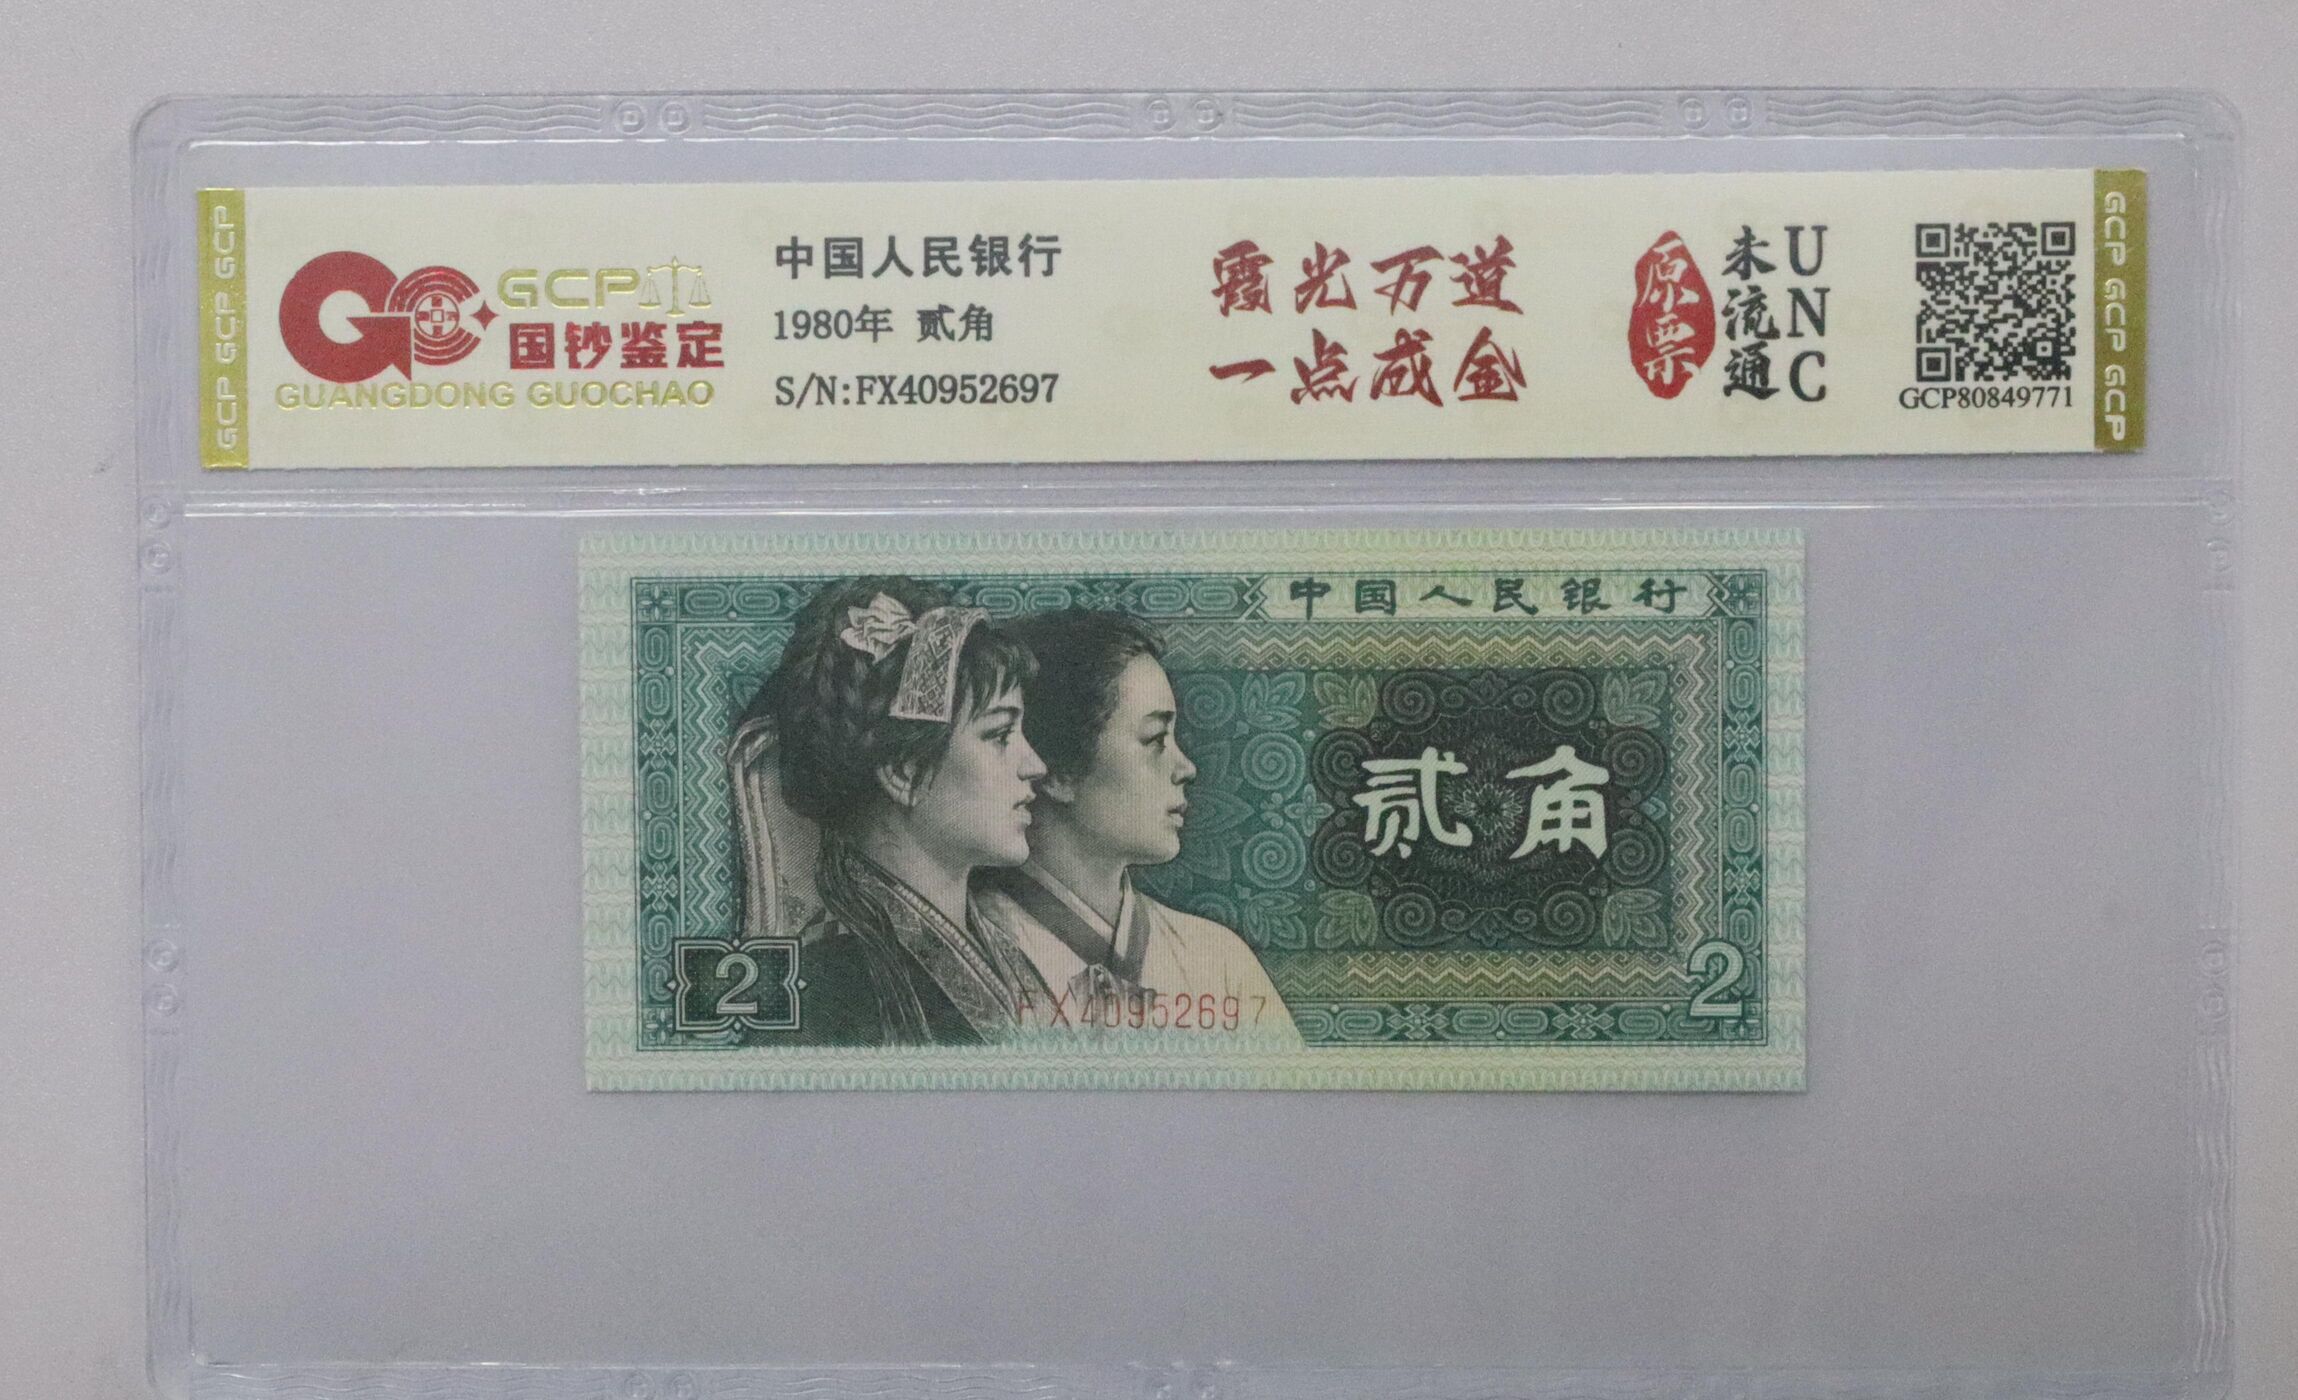 GCP GCP GCP
GCP
国钞鉴定
GUANGDONG GUOCHAO
中国人民银行
1980年 贰角
S/N:FX40952697
霞光万道
一点成金
原票
未流通
UNC
GCP80849771
GCP GCP GCP
中国人民银行
贰角
2
FX40952697
2